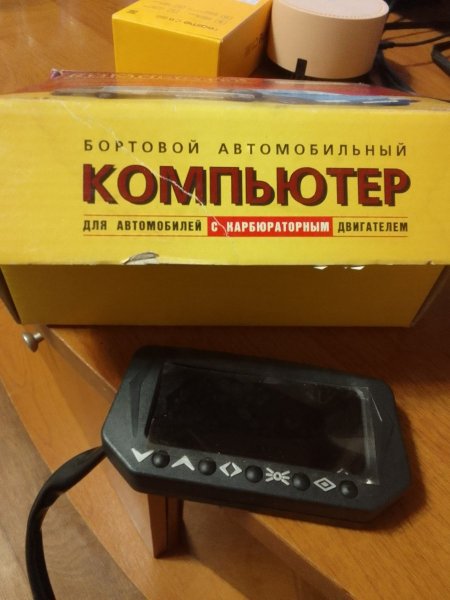 БОРТОВОЙ АВТОМОБИЛЬНЫЙ
КОМПЬЮТЕР
ДЛЯ АВТОМОБИЛЕЙ С КАРБЮРАТОРНЫМ ДВИГАТЕЛЕМ